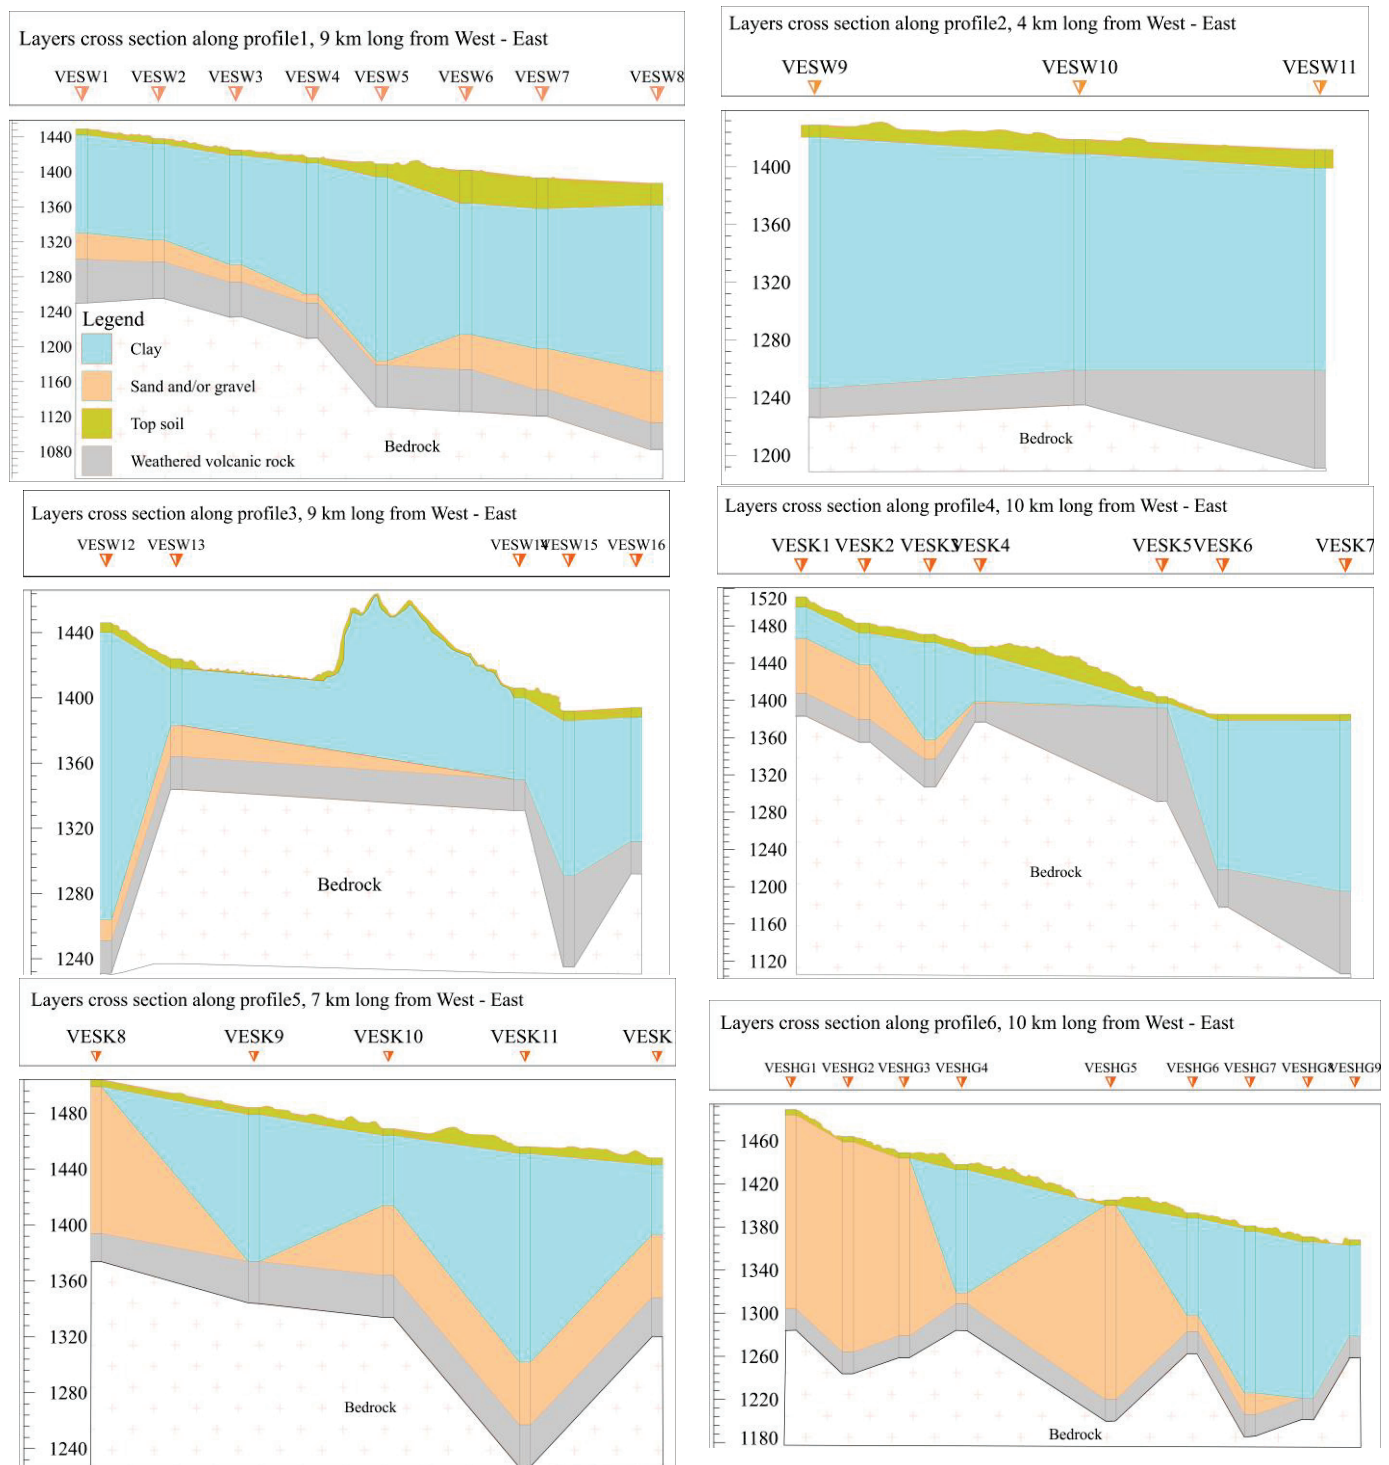 Layers cross section along profile1, 9 km long from West - East
VESW1 VESW2 VESW3 VESW4 VESW5 VESW6 VESW7 VESW8
1440
1400
1360
1320
1280
1240
1200
1160
1120
1080
Legend
Clay
Sand and/or gravel
Top soil
Weathered volcanic rock
Bedrock
Layers cross section along profile2, 4 km long from West - East
VESW9 VESW10 VESW11
1400
1360
1320
1280
1240
1200
Bedrock
Layers cross section along profile3, 9 km long from West - East
VESW12 VESW13 VESW14 VESW15 VESW16
1440
1400
1360
1320
1280
1240
Bedrock
Layers cross section along profile4, 10 km long from West - East
VESK1 VESK2 VESK3 VESK4 VESK5 VESK6 VESK7
1520
1480
1440
1400
1360
1320
1280
1240
1200
1160
1120
Bedrock
Layers cross section along profile5, 7 km long from West - East
VESK8 VESK9 VESK10 VESK11 VESK
1480
1440
1400
1360
1320
1280
1240
Bedrock
Layers cross section along profile6, 10 km long from West - East
VESHG1 VESHG2 VESHG3 VESHG4 VESHG5 VESHG6 VESHG7 VESHG8 VESHG9
1460
1420
1380
1340
1300
1260
1220
1180
Bedrock